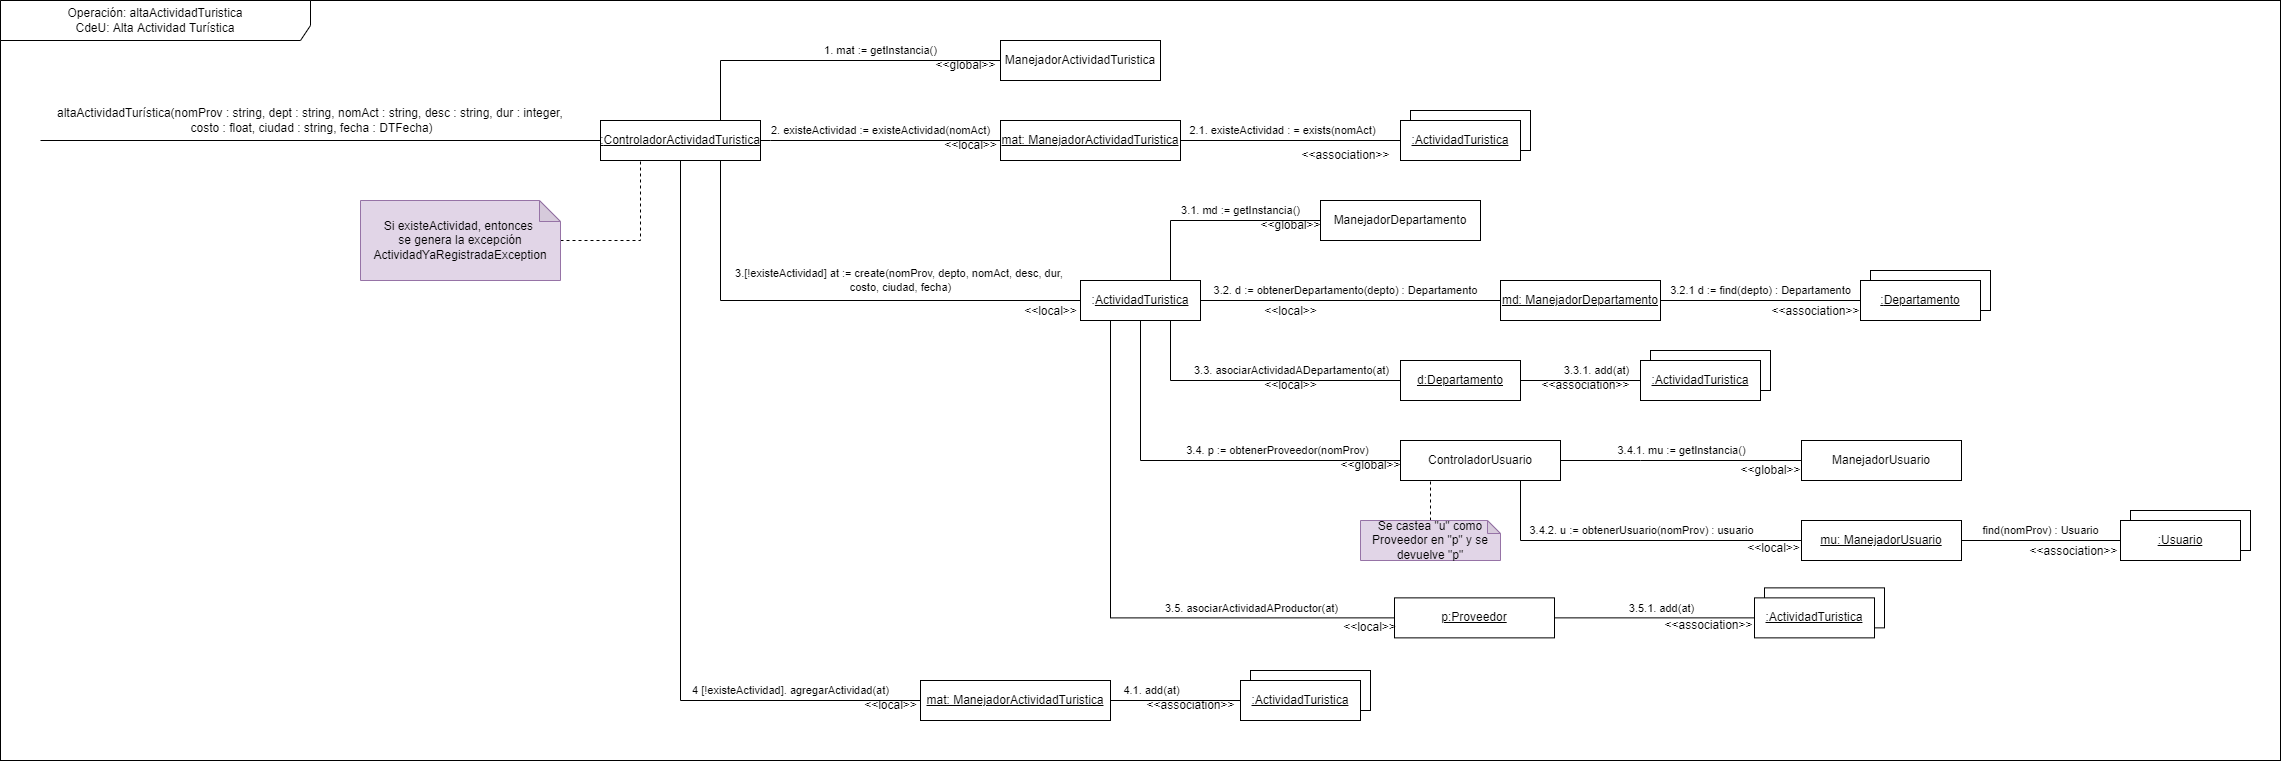 Operación: altaActividadTuristica
CdeU: Alta Actividad Turística
1. mat := getInstancia()
<<global>>
ManejadorActividadTuristica
altaActividadTurística(nomProv : string, dept : string, nomAct : string, desc : string, dur : integer,
costo : float, ciudad : string, fecha : DTFecha)
:ControladorActividadTuristica
2. existeActividad := existeActividad(nomAct)
<<local>>
mat: ManejadorActividadTuristica
2.1. existeActividad : = exists(nomAct)
<<association>>
:ActividadTuristica
Si existeActividad, entonces
se genera la excepción
ActividadYaRegistradaException
3.1. md := getInstancia()
<<global>>
ManejadorDepartamento
3.[!existeActividad] at := create(nomProv, depto, nomAct, desc, dur,
costo, ciudad, fecha)
<<local>>
:ActividadTuristica
3.2. d := obtenerDepartamento(depto) : Departamento
<<local>>
md: ManejadorDepartamento
3.2.1 d := find(depto) : Departamento
<<association>>
:Departamento
3.3. asociarActividadADepartamento(at)
<<local>>
d:Departamento
3.3.1. add(at)
<<association>>
:ActividadTuristica
3.4. p := obtenerProveedor(nomProv)
<<global>>
ControladorUsuario
3.4.1. mu := getInstancia()
<<global>>
ManejadorUsuario
Se castea "u" como
Proveedor en "p" y se
devuelve "p"
3.4.2. u := obtenerUsuario(nomProv) : usuario
<<local>>
mu: ManejadorUsuario
find(nomProv) : Usuario
<<association>>
:Usuario
3.5. asociarActividadAProductor(at)
<<local>>
p:Proveedor
3.5.1. add(at)
<<association>>
:ActividadTuristica
4 [!existeActividad]. agregarActividad(at)
<<local>>
mat: ManejadorActividadTuristica
4.1. add(at)
<<association>>
:ActividadTuristica